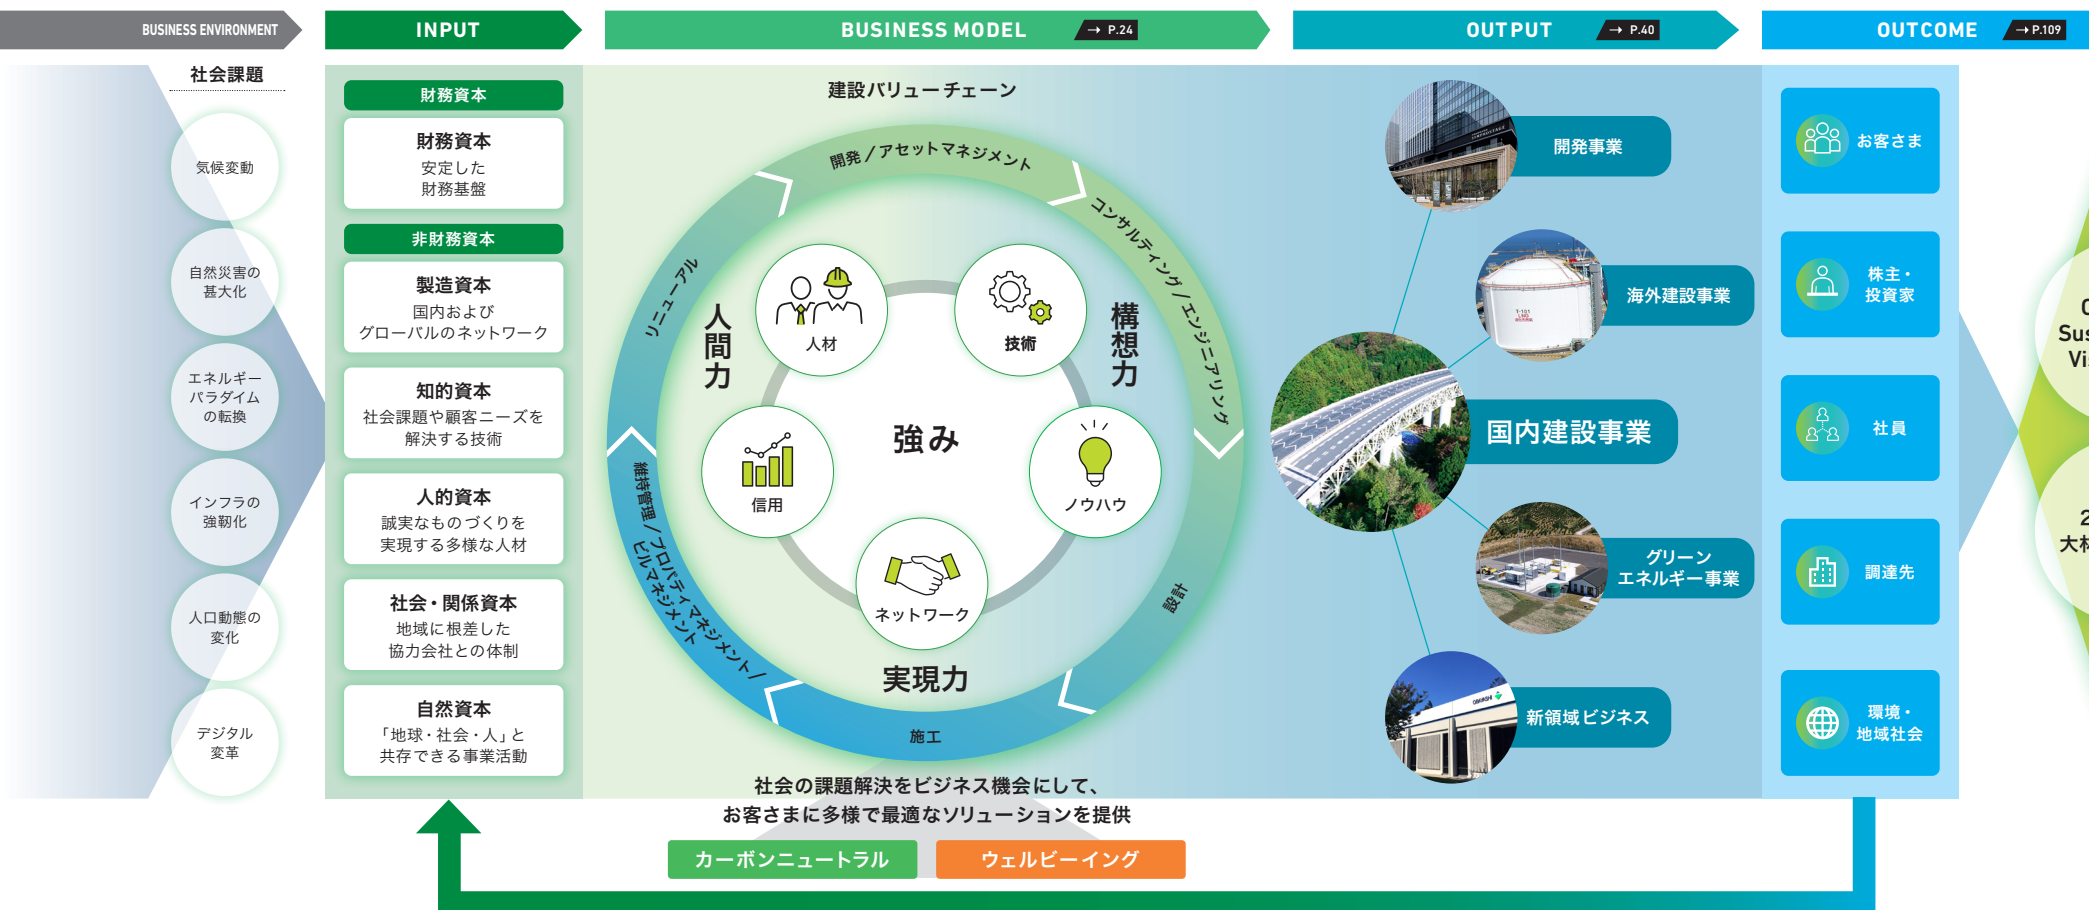 BUSINESS ENVIRONMENT
INPUT
BUSINESS MODEL
→ P.24
OUTPUT
→ P.40
OUTCOME
→ P.109
社会課題
気候変動
自然災害の
甚大化
エネルギー
パラダイム
の転換
インフラの
強靭化
人口動態の
変化
デジタル
変革
財務資本
財務資本
安定した
財務基盤
非財務資本
製造資本
国内および
グローバルのネットワーク
知的資本
社会課題や顧客ニーズを
解決する技術
人的資本
誠実なものづくりを
実現する多様な人材
社会・関係資本
地域に根差した
協力会社との体制
自然資本
「地球・社会・人」と
共存できる事業活動
建設バリューチェーン
開発 / アセットマネジメント
コンサルティング / エンジニアリング
設計
施工
維持管理 / プロパティマネジメント /
ビルマネジメント
リニューアル
人間力
構想力
実現力
人材
技術
信用
ノウハウ
ネットワーク
強み
社会の課題解決をビジネス機会にして、
お客さまに多様で最適なソリューションを提供
カーボンニュートラル
ウェルビーイング
開発事業
海外建設事業
T-101
LNG
国内建設事業
グリーン
エネルギー事業
新領域ビジネス
OBAYASHI
お客さま
株主・
投資家
社員
調達先
環境・
地域社会
Sus
Vi
2
大林